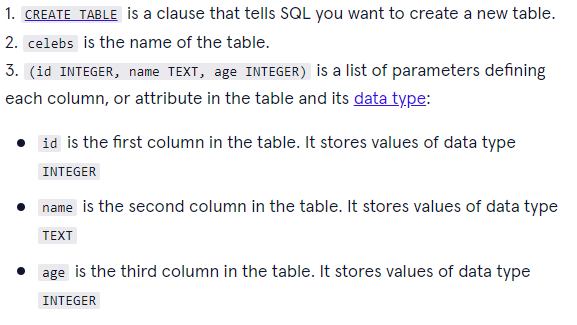 1. CREATE TABLE is a clause that tells SQL you want to create a new table.
2. celebs is the name of the table.
3. (id INTEGER, name TEXT, age INTEGER) is a list of parameters defining
each column, or attribute in the table and its data type:
• id is the first column in the table. It stores values of data type
INTEGER
• name is the second column in the table. It stores values of data type
TEXT
• age is the third column in the table. It stores values of data type
INTEGER